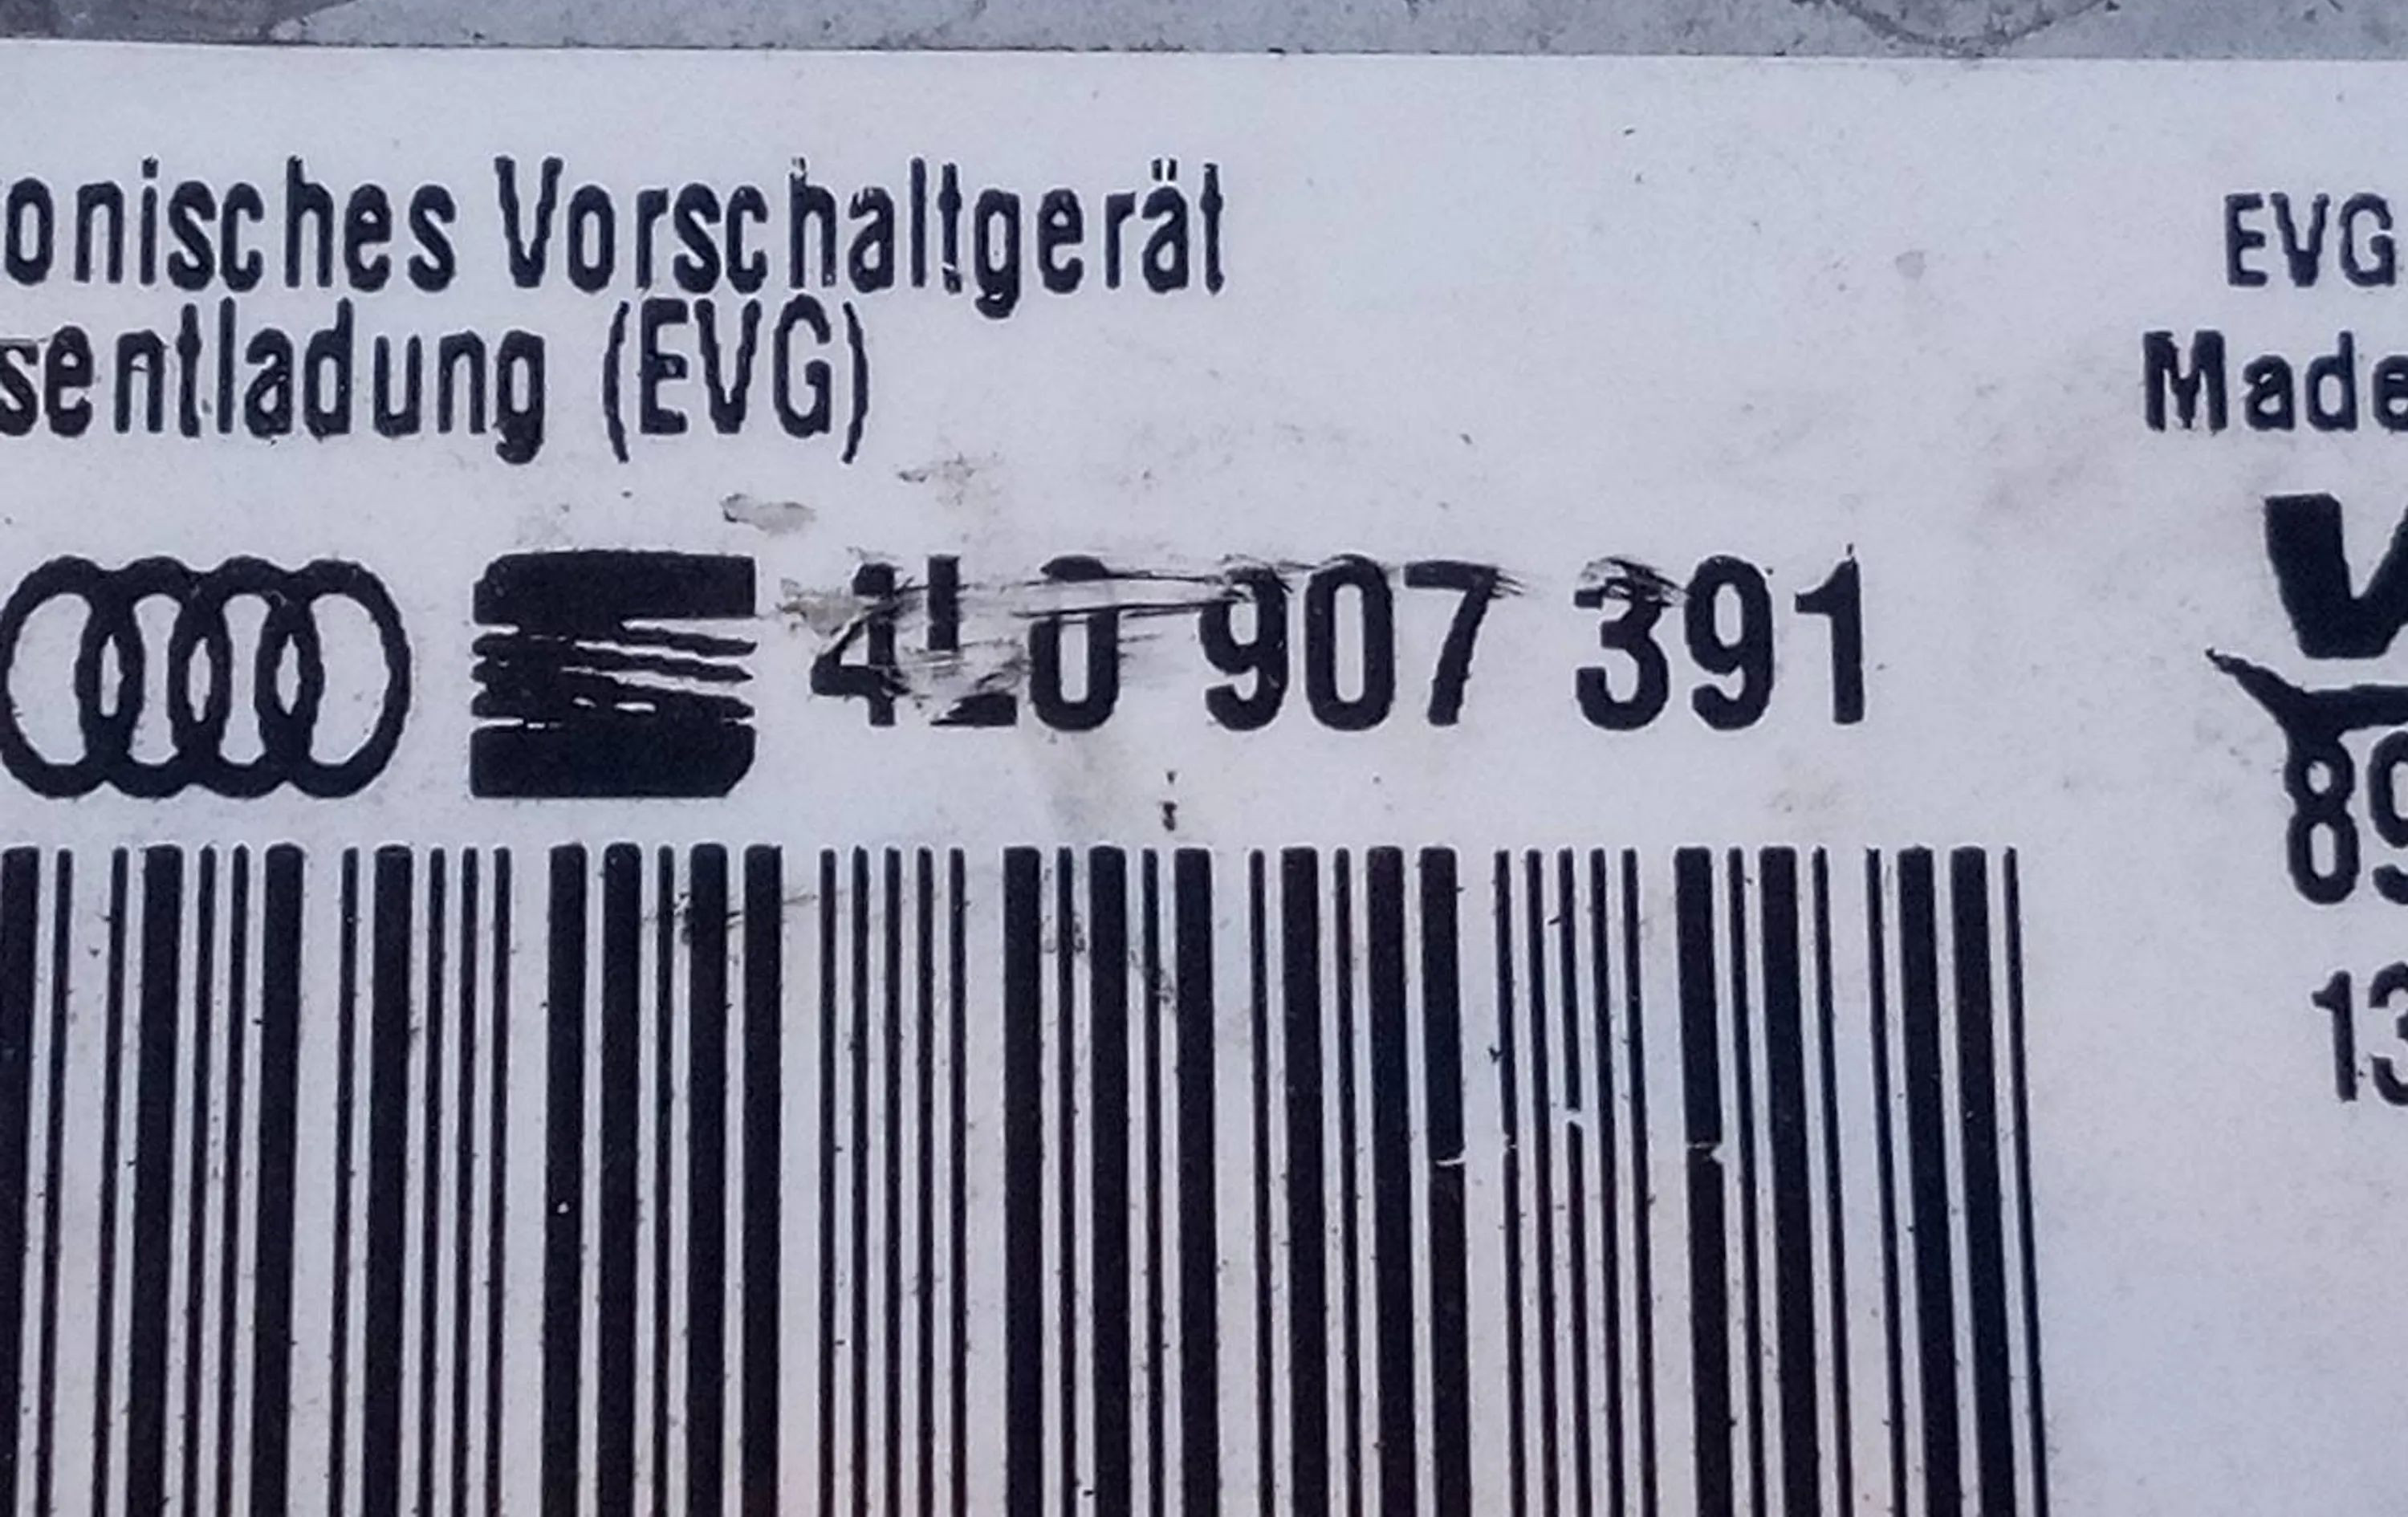 onisches Vorschaltgerät
sentladung (EVG)
4L0 907 391
EVG
Made
89
13